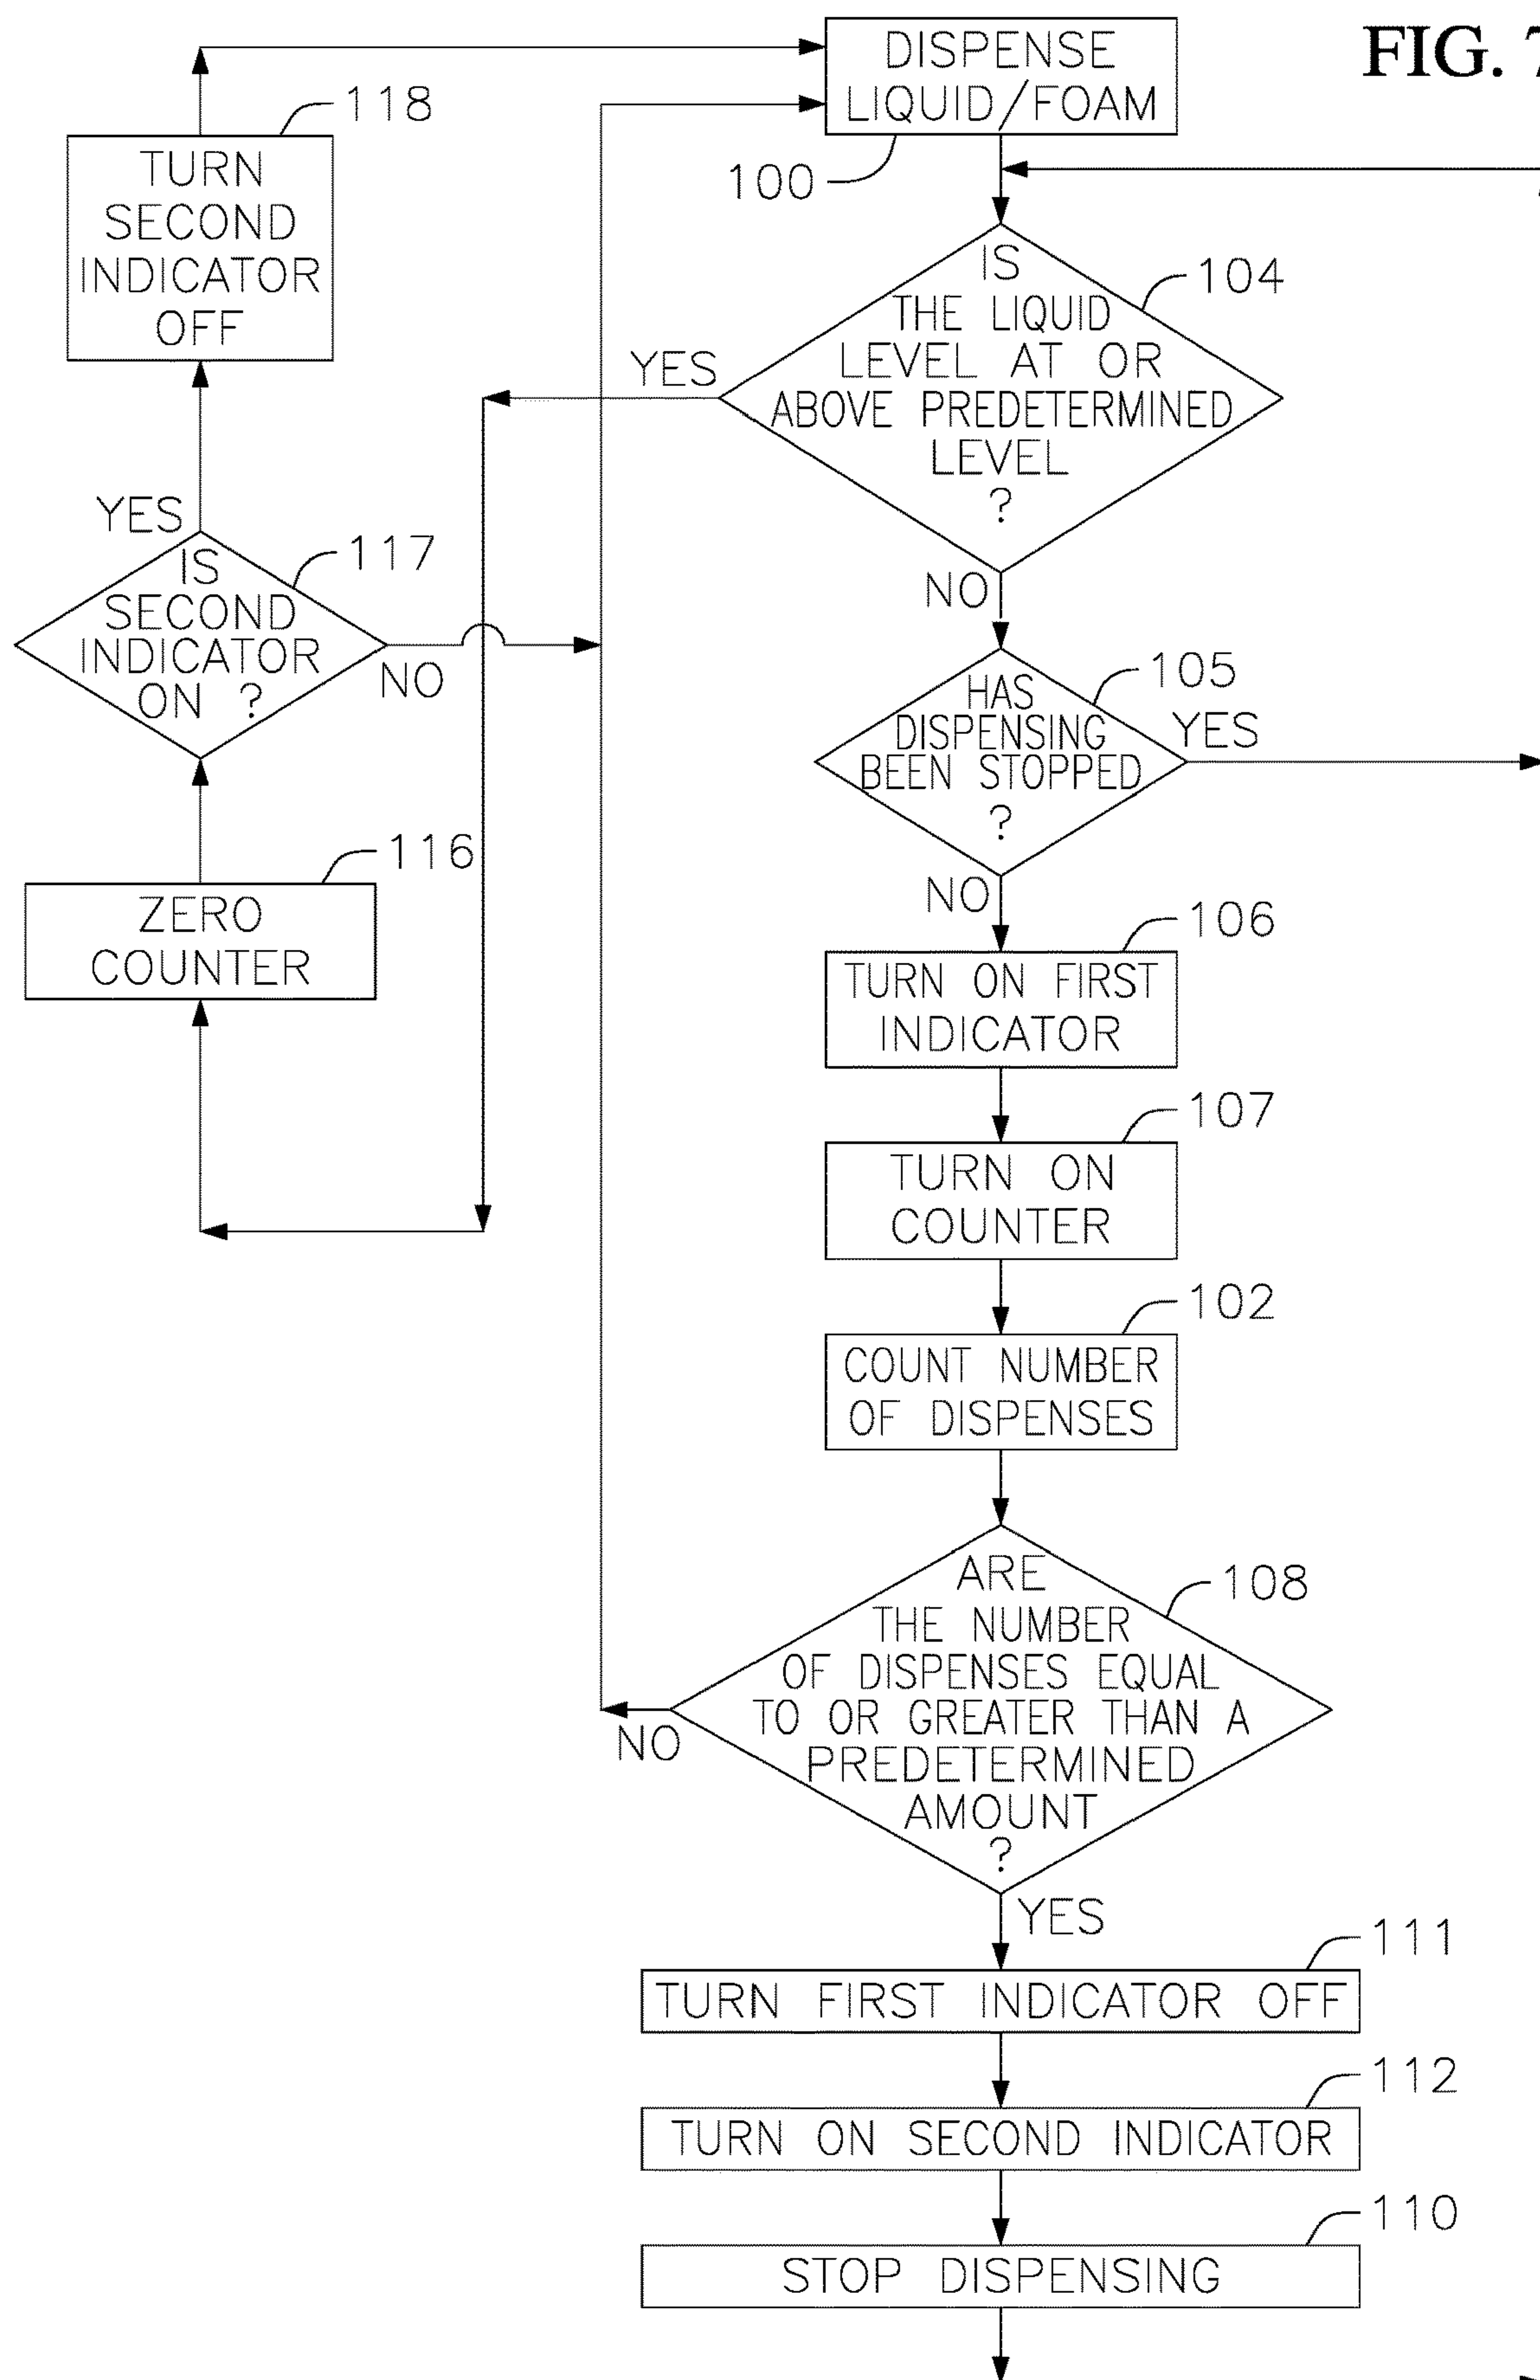 FIG. 7
DISPENSE
LIQUID/FOAM
100
118
TURN
SECOND
INDICATOR
OFF
IS
THE LIQUID
LEVEL AT OR
ABOVE PREDETERMINED
LEVEL
?
104
YES
NO
YES
IS
SECOND
INDICATOR
ON ?
117
NO
HAS
DISPENSING
BEEN STOPPED
?
105
YES
NO
116
ZERO
COUNTER
106
TURN ON FIRST
INDICATOR
107
TURN ON
COUNTER
102
COUNT NUMBER
OF DISPENSES
ARE
THE NUMBER
OF DISPENSES EQUAL
TO OR GREATER THAN A
PREDETERMINED
AMOUNT
?
108
NO
YES
111
TURN FIRST INDICATOR OFF
112
TURN ON SECOND INDICATOR
110
STOP DISPENSING